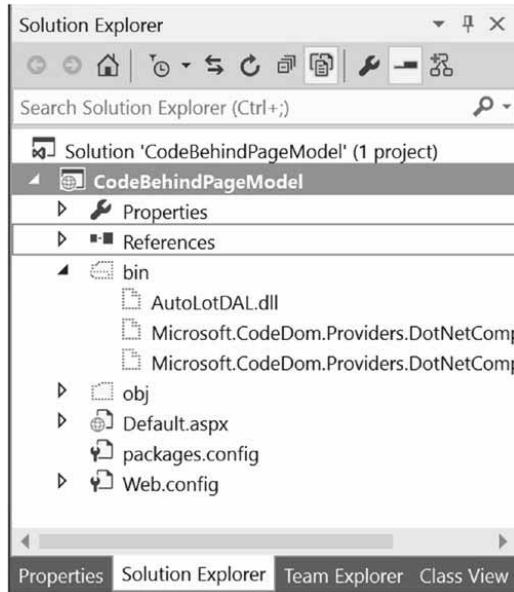 Solution Explorer
Search Solution Explorer (Ctrl+;)
Solution 'CodeBehindPageModel' (1 project)
CodeBehindPageModel
Properties
References
bin
AutoLotDAL.dll
Microsoft.CodeDom.Providers.DotNetComp
Microsoft.CodeDom.Providers.DotNetComp
obj
Default.aspx
packages.config
Web.config
Properties Solution Explorer Team Explorer Class View